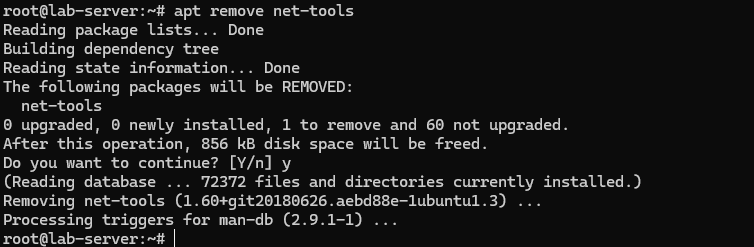 root@lab-server:~# apt remove net-tools
Reading package lists... Done
Building dependency tree
Reading state information... Done
The following packages will be REMOVED:
  net-tools
0 upgraded, 0 newly installed, 1 to remove and 60 not upgraded.
After this operation, 856 kB disk space will be freed.
Do you want to continue? [Y/n] y
(Reading database ... 72372 files and directories currently installed.)
Removing net-tools (1.60+git20180626.aebd88e-1ubuntu1.3) ...
Processing triggers for man-db (2.9.1-1) ...
root@lab-server:~#